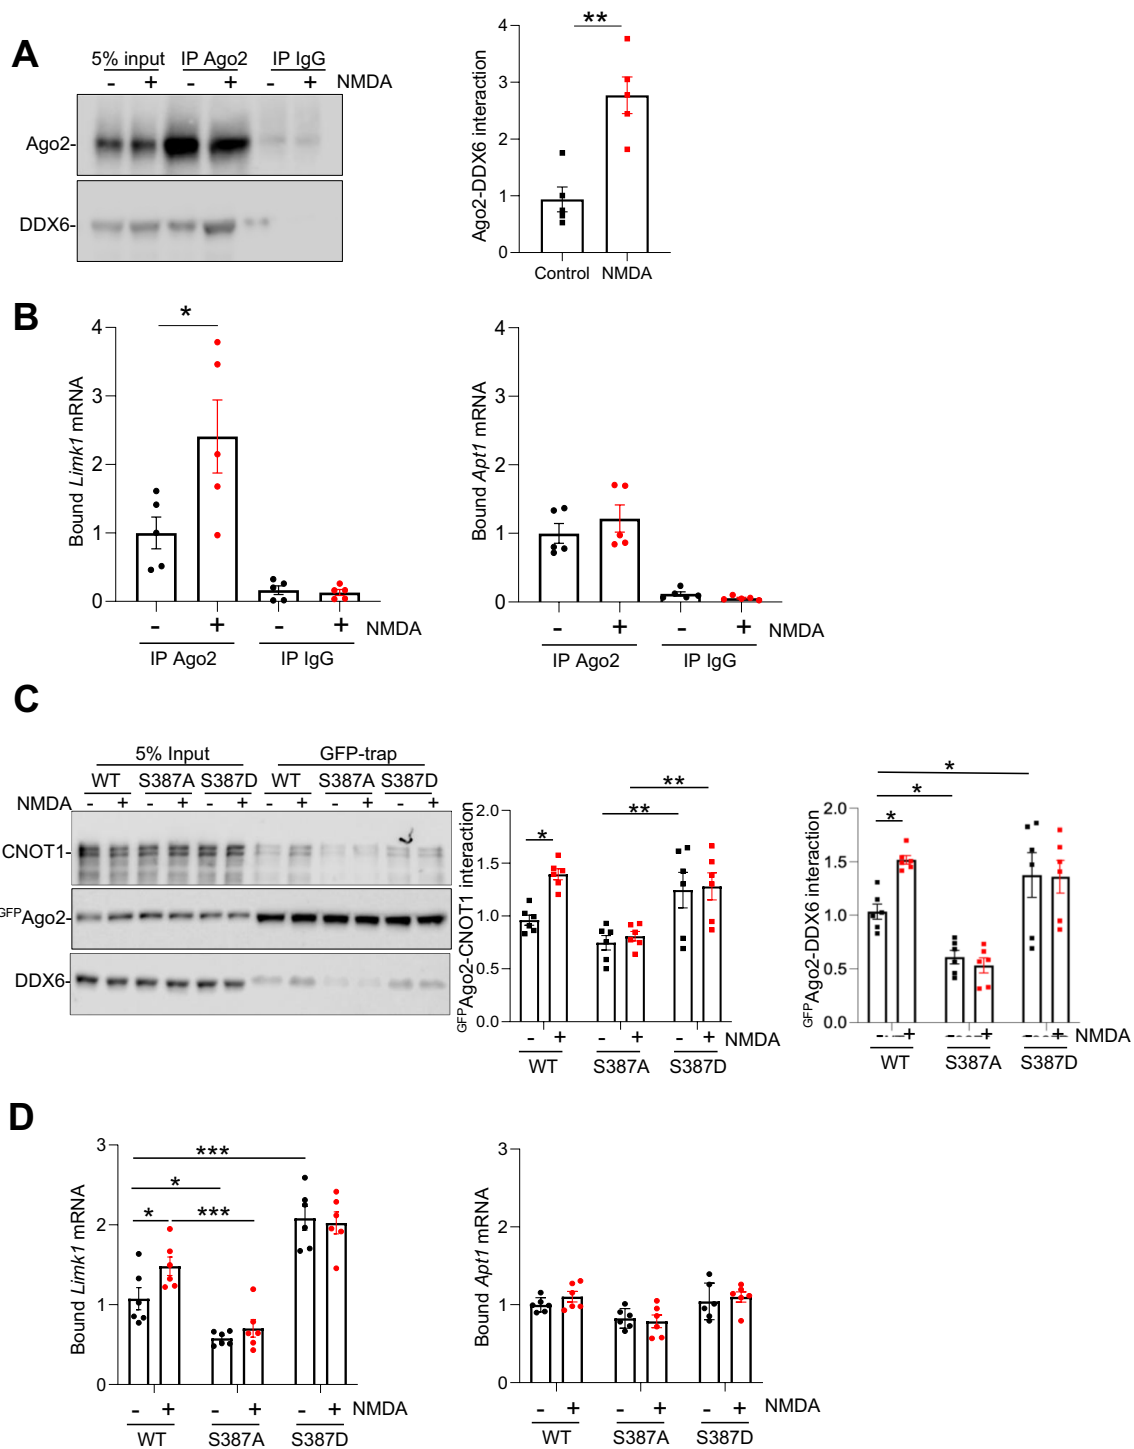 A
5% input IP Ago2 IP IgG
- + - + - + NMDA
Ago2-
DDX6-
Ago2-DDX6 interaction
4
3
2
1
0
**
Control NMDA
B
Bound Limk1 mRNA
4
3
2
1
0
*
- + - + NMDA
IP Ago2 IP IgG
Bound Apt1 mRNA
4
3
2
1
0
- + - + NMDA
IP Ago2 IP IgG
C
5% Input GFP-trap
WT S387A S387D WT S387A S387D
NMDA - + - + - + - + - + - +
CNOT1-
GFPAgo2-
DDX6-
GFPAgo2-CNOT1 interaction
2.0
1.5
1.0
0.5
0.0
* ** **
- + - + - + NMDA
WT S387A S387D
GFPAgo2-DDX6 interaction
2.0
1.5
1.0
0.5
0.0
* * *
- + - + - + NMDA
WT S387A S387D
D
Bound Limk1 mRNA
3
2
1
0
***
*
* ***
- + - + - + NMDA
WT S387A S387D
Bound Apt1 mRNA
3
2
1
0
- + - + - + NMDA
WT S387A S387D